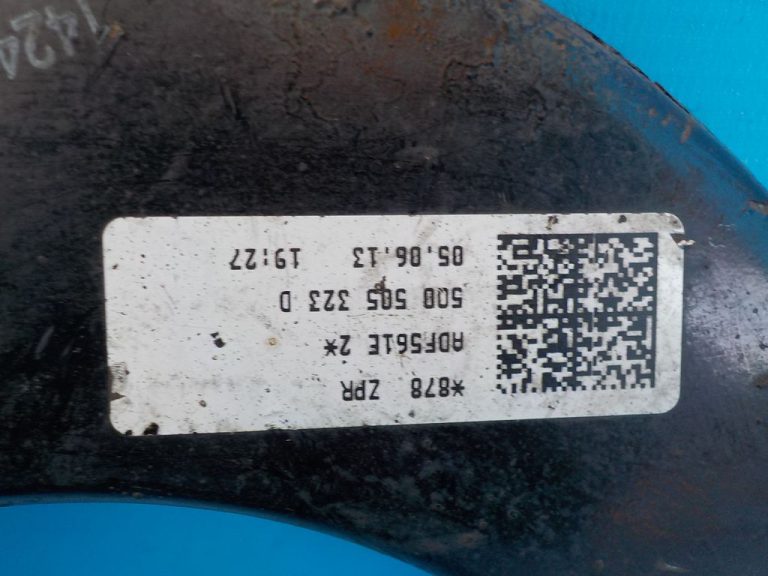 *878 ZPR
ADF561E 2*
5Q0 505 323 D
05.06.13 19:27